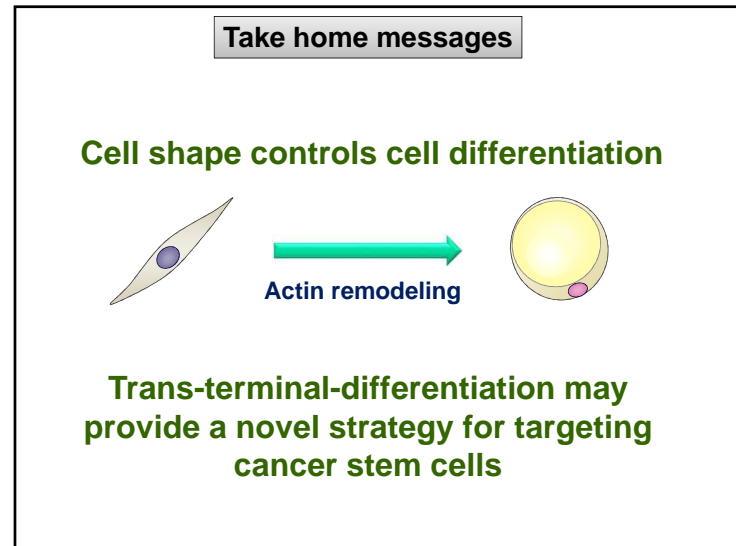 Take home messages
Cell shape controls cell differentiation
Actin remodeling
Trans-terminal-differentiation may
provide a novel strategy for targeting
cancer stem cells